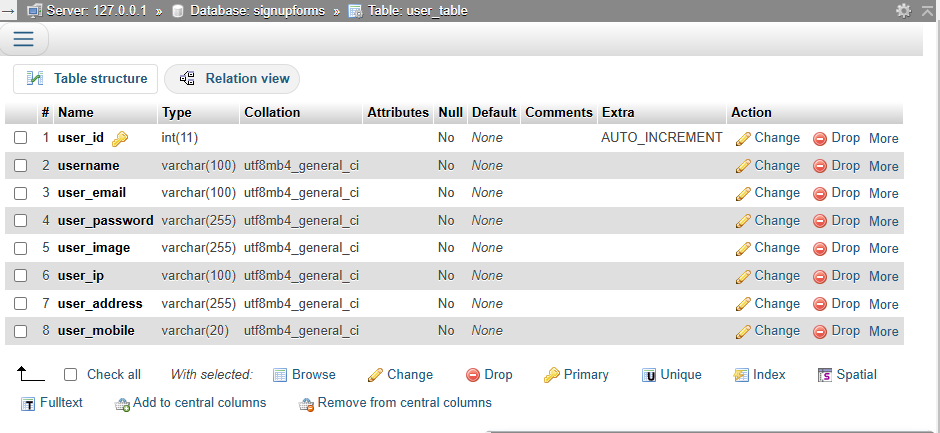 Server: 127.0.0.1 » Database: signupforms » Table: user_table
Table structure Relation view
# Name Type Collation Attributes Null Default Comments Extra Action
1 user_id int(11) No None AUTO_INCREMENT Change Drop More
2 username varchar(100) utf8mb4_general_ci No None Change Drop More
3 user_email varchar(100) utf8mb4_general_ci No None Change Drop More
4 user_password varchar(255) utf8mb4_general_ci No None Change Drop More
5 user_image varchar(255) utf8mb4_general_ci No None Change Drop More
6 user_ip varchar(100) utf8mb4_general_ci No None Change Drop More
7 user_address varchar(255) utf8mb4_general_ci No None Change Drop More
8 user_mobile varchar(20) utf8mb4_general_ci No None Change Drop More
Check all With selected: Browse Change Drop Primary Unique Index Spatial
Fulltext Add to central columns Remove from central columns